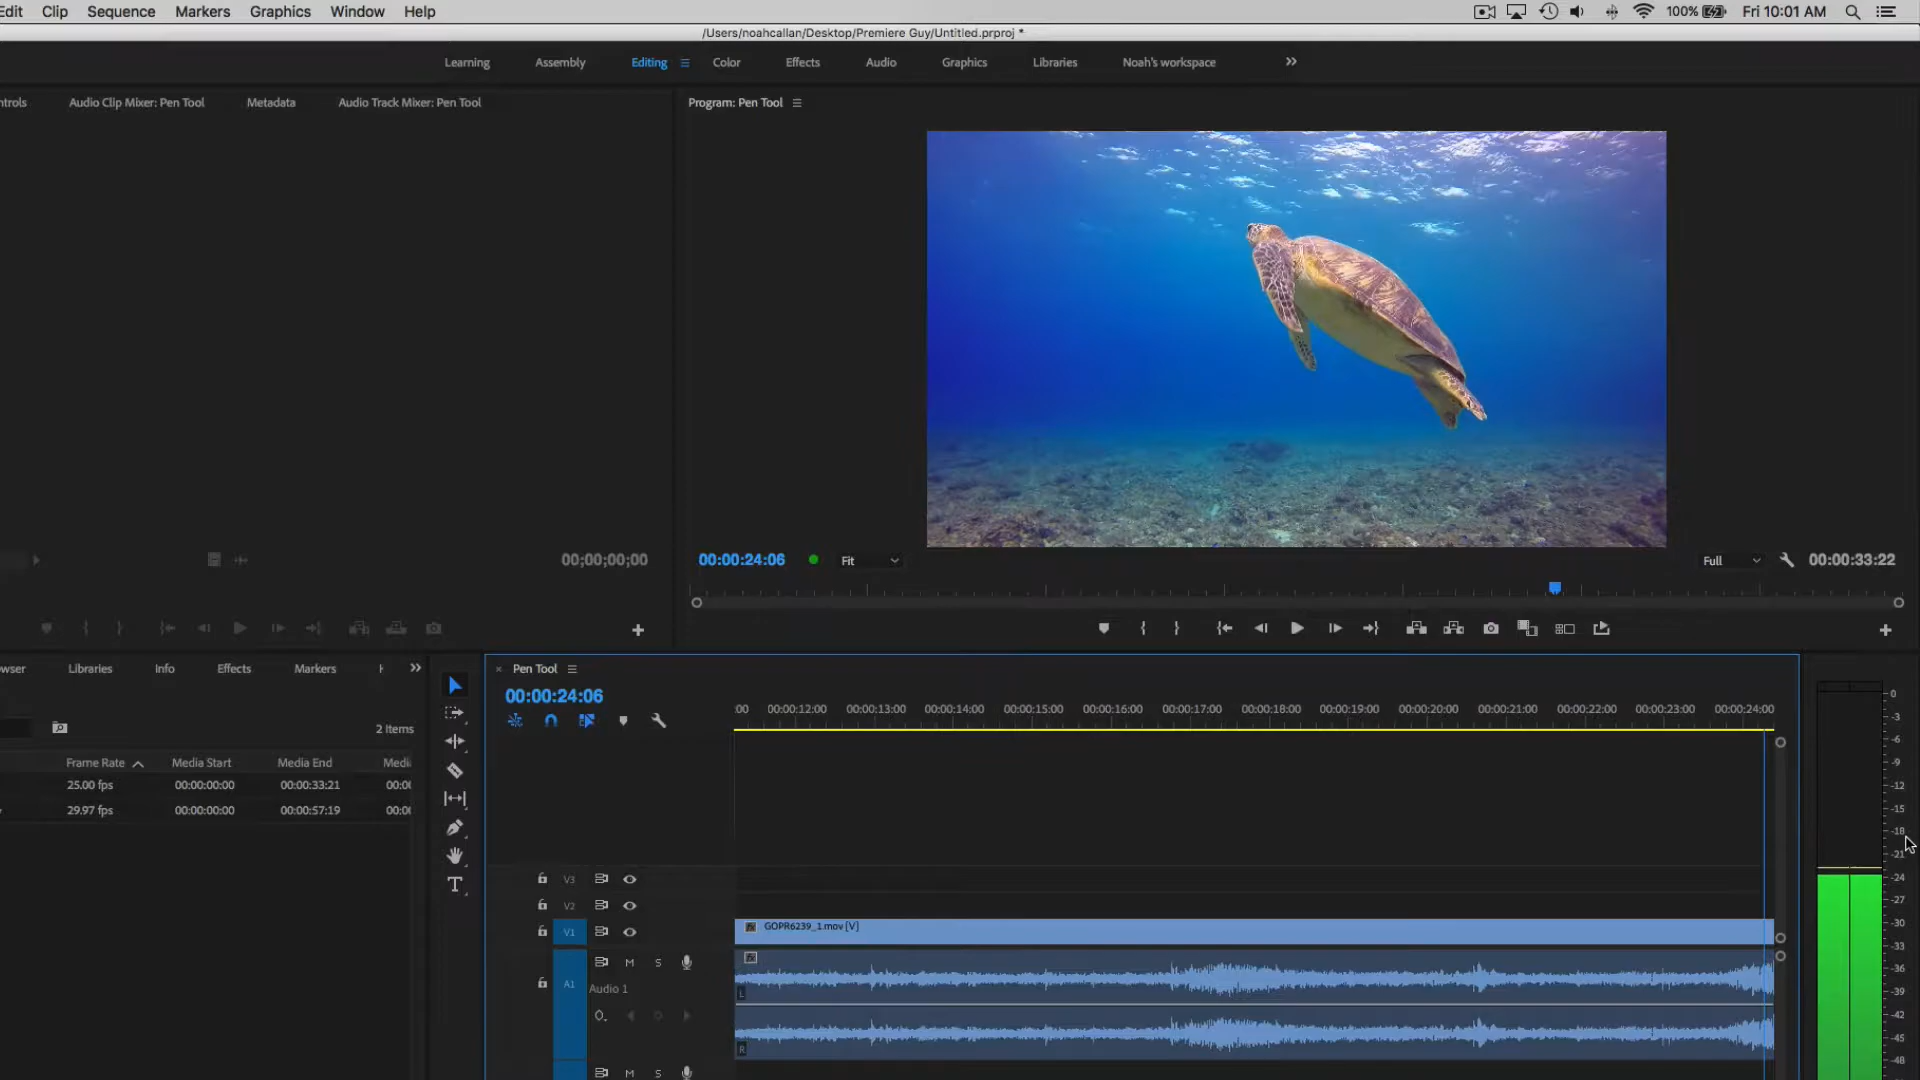 Edit Clip Sequence Markers Graphics Window Help 100% Fri 10:01 AM
/Users/noahcallan/Desktop/Premiere Guy/Untitled.prproj *
Learning Assembly Editing Color Effects Audio Graphics Libraries Noah's workspace
ntrols Audio Clip Mixer: Pen Tool Metadata Audio Track Mixer: Pen Tool Program: Pen Tool
00;00;00;00 00:00:24:06 Fit Full 00:00:33:22
wser Libraries Info Effects Markers H
Pen Tool
00:00:24:06
2 Items
:00 00:00:12:00 00:00:13:00 00:00:14:00 00:00:15:00 00:00:16:00 00:00:17:00 00:00:18:00 00:00:19:00 00:00:20:00 00:00:21:00 00:00:22:00 00:00:23:00 00:00:24:00
Frame Rate Media Start Media End Medi
25.00 fps 00:00:00:00 00:00:33:21 00:00
29.97 fps 00:00:00:00 00:00:57:19 00:00
T
V3
V2
V1 GOPR6239_1.mov [V]
fx
M S
A1 Audio 1
L
R
M S
0
-3
-6
-9
-12
-15
-18
-21
-24
-27
-30
-33
-36
-39
-42
-45
-48